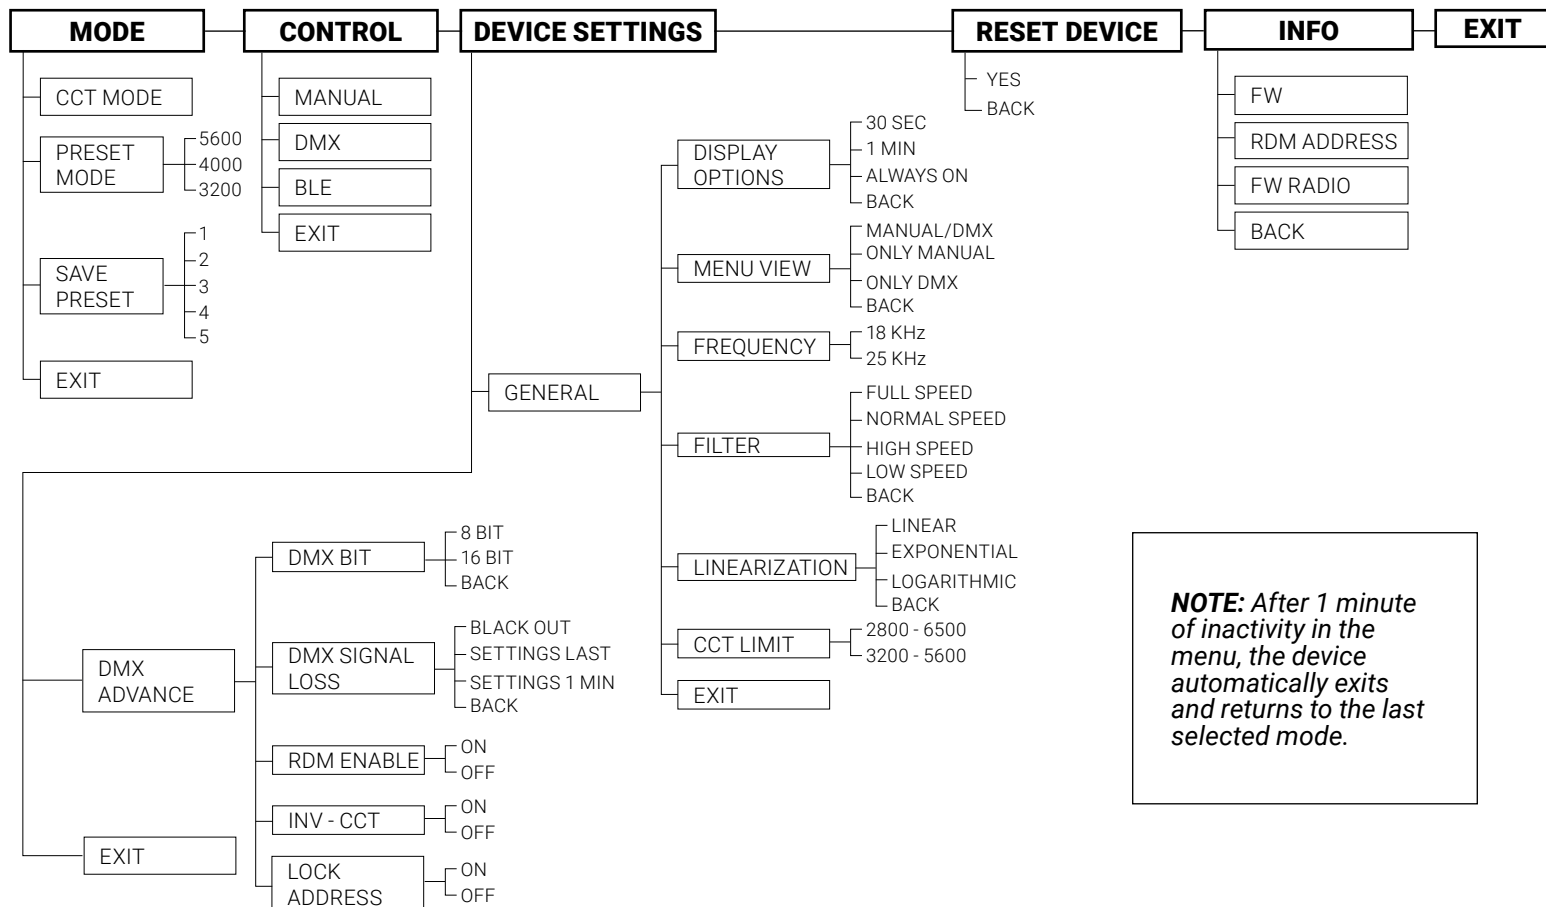 MODE
CONTROL
DEVICE SETTINGS
RESET DEVICE
INFO
EXIT
CCT MODE
PRESET
MODE
5600
4000
3200
SAVE
PRESET
1
2
3
4
5
EXIT
MANUAL
DMX
BLE
EXIT
GENERAL
DISPLAY
OPTIONS
30 SEC
1 MIN
ALWAYS ON
BACK
MENU VIEW
MANUAL/DMX
ONLY MANUAL
ONLY DMX
BACK
FREQUENCY
18 KHz
25 KHz
FILTER
FULL SPEED
NORMAL SPEED
HIGH SPEED
LOW SPEED
BACK
LINEARIZATION
LINEAR
EXPONENTIAL
LOGARITHMIC
BACK
CCT LIMIT
2800 - 6500
3200 - 5600
EXIT
DMX
ADVANCE
DMX BIT
8 BIT
16 BIT
BACK
DMX SIGNAL
LOSS
BLACK OUT
SETTINGS LAST
SETTINGS 1 MIN
BACK
RDM ENABLE
ON
OFF
INV - CCT
ON
OFF
LOCK
ADDRESS
ON
OFF
EXIT
YES
BACK
FW
RDM ADDRESS
FW RADIO
BACK
NOTE: After 1 minute
of inactivity in the
menu, the device
automatically exits
and returns to the last
selected mode.